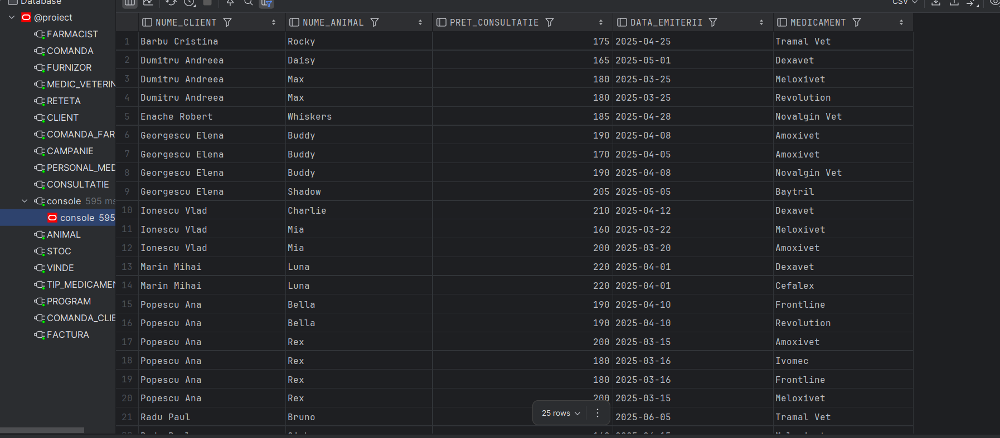 Database
CSV
@proiect
FARMACIST
COMANDA
FURNIZOR
MEDIC_VETERIN
RETETA
CLIENT
COMANDA_FAR
CAMPANIE
PERSONAL_MED
CONSULTATIE
console 595 ms
console 595
ANIMAL
STOC
VINDE
TIP_MEDICAMEN
PROGRAM
COMANDA_CLIE
FACTURA
NUME_CLIENT NUME_ANIMAL PRET_CONSULTATIE DATA_EMITERII MEDICAMENT
1 Barbu Cristina Rocky 175 2025-04-25 Tramal Vet
2 Dumitru Andreea Daisy 165 2025-05-01 Dexavet
3 Dumitru Andreea Max 180 2025-03-25 Meloxivet
4 Dumitru Andreea Max 180 2025-03-25 Revolution
5 Enache Robert Whiskers 185 2025-04-28 Novalgin Vet
6 Georgescu Elena Buddy 190 2025-04-08 Amoxivet
7 Georgescu Elena Buddy 170 2025-04-05 Amoxivet
8 Georgescu Elena Buddy 190 2025-04-08 Novalgin Vet
9 Georgescu Elena Shadow 205 2025-05-05 Baytril
10 Ionescu Vlad Charlie 210 2025-04-12 Dexavet
11 Ionescu Vlad Mia 160 2025-03-22 Meloxivet
12 Ionescu Vlad Mia 200 2025-03-20 Amoxivet
13 Marin Mihai Luna 220 2025-04-01 Dexavet
14 Marin Mihai Luna 220 2025-04-01 Cefalex
15 Popescu Ana Bella 190 2025-04-10 Frontline
16 Popescu Ana Bella 190 2025-04-10 Revolution
17 Popescu Ana Rex 200 2025-03-15 Amoxivet
18 Popescu Ana Rex 180 2025-03-16 Ivomec
19 Popescu Ana Rex 180 2025-03-16 Frontline
20 Popescu Ana Rex 200 2025-03-15 Meloxivet
21 Radu Paul Bruno 2025-06-05 Tramal Vet
25 rows